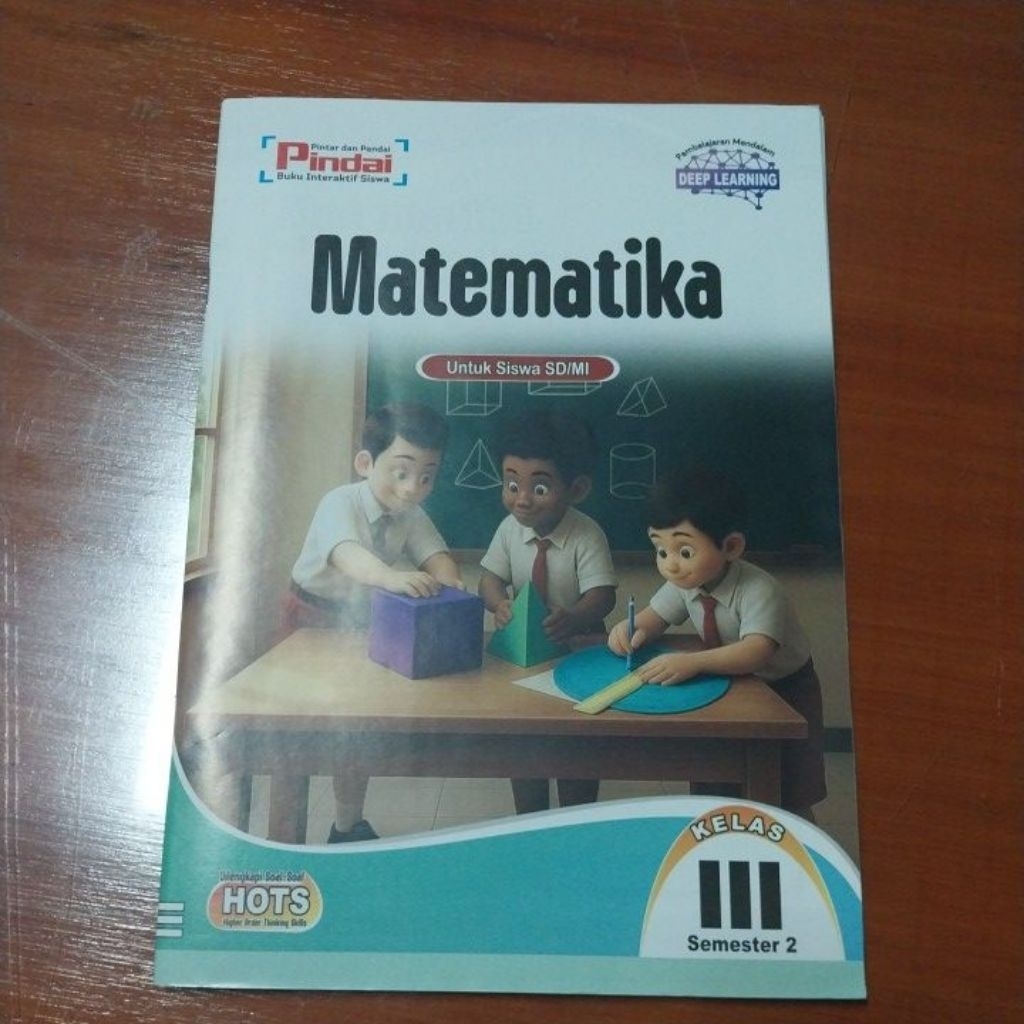 Pintar dan Pandai
Pindai
Buku Interaktif Siswa
Pembelajaran Mendalam
DEEP LEARNING
Matematika
Untuk Siswa SD/MI
Dilengkapi Soal-Soal
HOTS
Higher Order Thinking Skills
KELAS
III
Semester 2